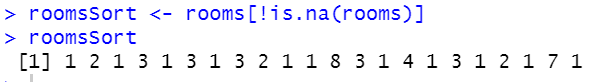 > roomsSort <- rooms[!is.na(rooms)]
> roomsSort
[1] 1 2 1 3 1 3 1 3 2 1 1 8 3 1 4 1 3 1 2 1 7 1